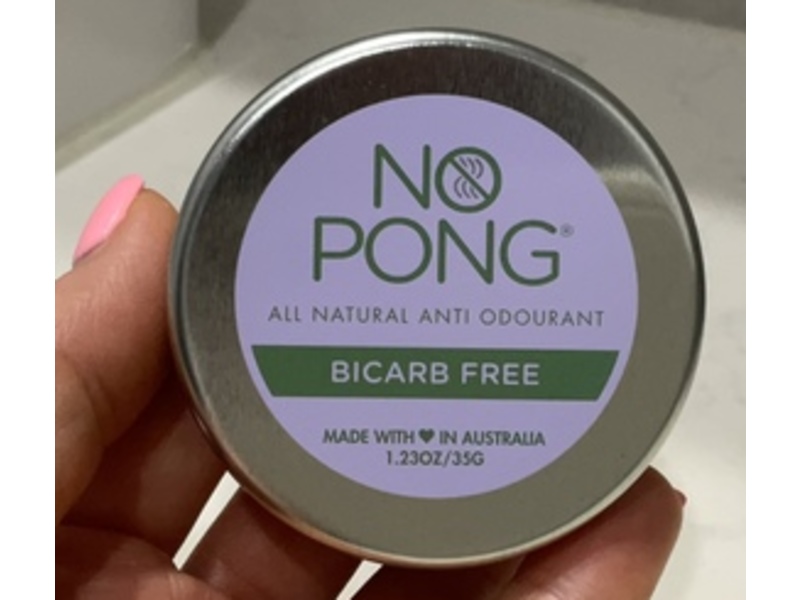 NO
PONG®
ALL NATURAL ANTI ODOURANT
BICARB FREE
MADE WITH ♥ IN AUSTRALIA
1.23OZ/35G